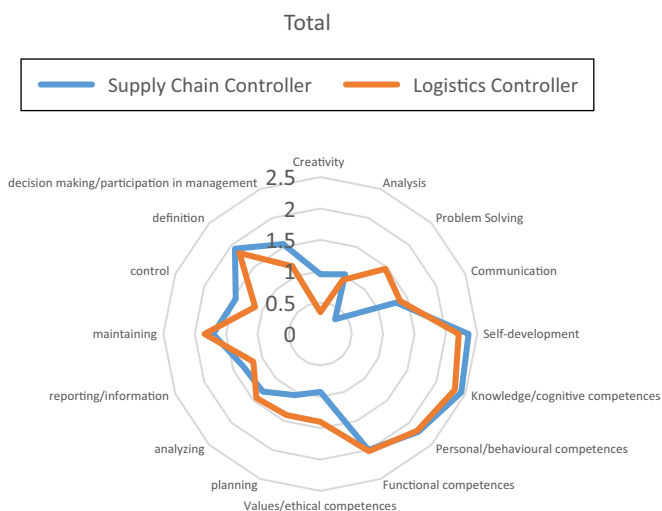 Total
Supply Chain Controller Logistics Controller
Creativity
decision making/participation in management 2.5 Analysis
definition 2 Problem Solving
1.5
control 1 Communication
0.5
maintaining 0 Self-development
reporting/information Knowledge/cognitive competences
analyzing Personal/behavioural competences
planning Functional competences
Values/ethical competences